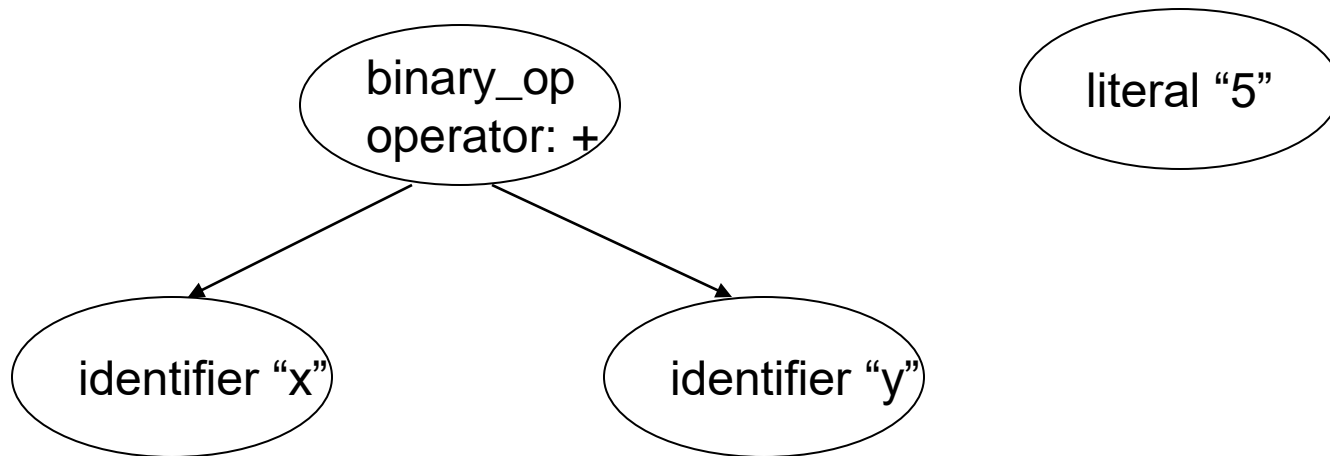 binary_op
operator: +
literal “5”
identifier “x”
identifier “y”